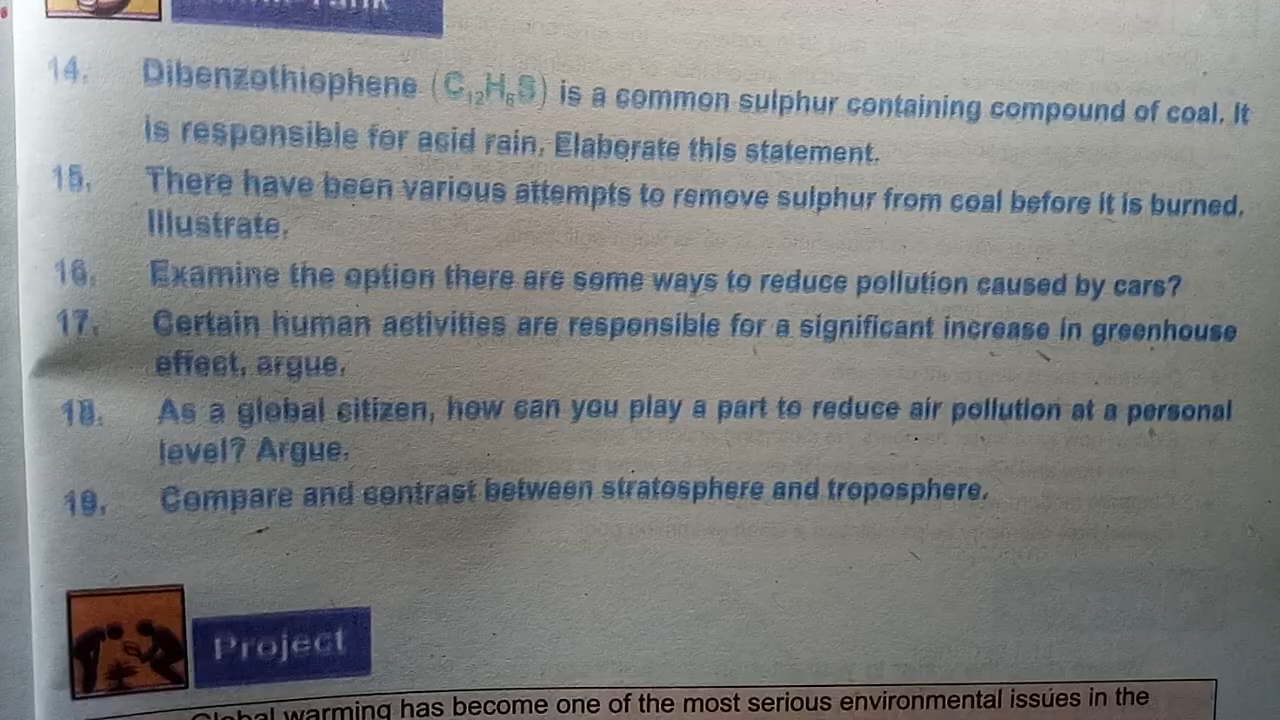 14. Dibenzothiophene (C₁₂H₈S) is a common sulphur containing compound of coal. It
is responsible for acid rain. Elaborate this statement.
15. There have been various attempts to remove sulphur from coal before it is burned.
Illustrate.
16. Examine the option there are some ways to reduce pollution caused by cars?
17. Certain human activities are responsible for a significant increase in greenhouse
effect, argue.
18. As a global citizen, how can you play a part to reduce air pollution at a personal
level? Argue.
19. Compare and contrast between stratosphere and troposphere.
Project
Global warming has become one of the most serious environmental issues in the